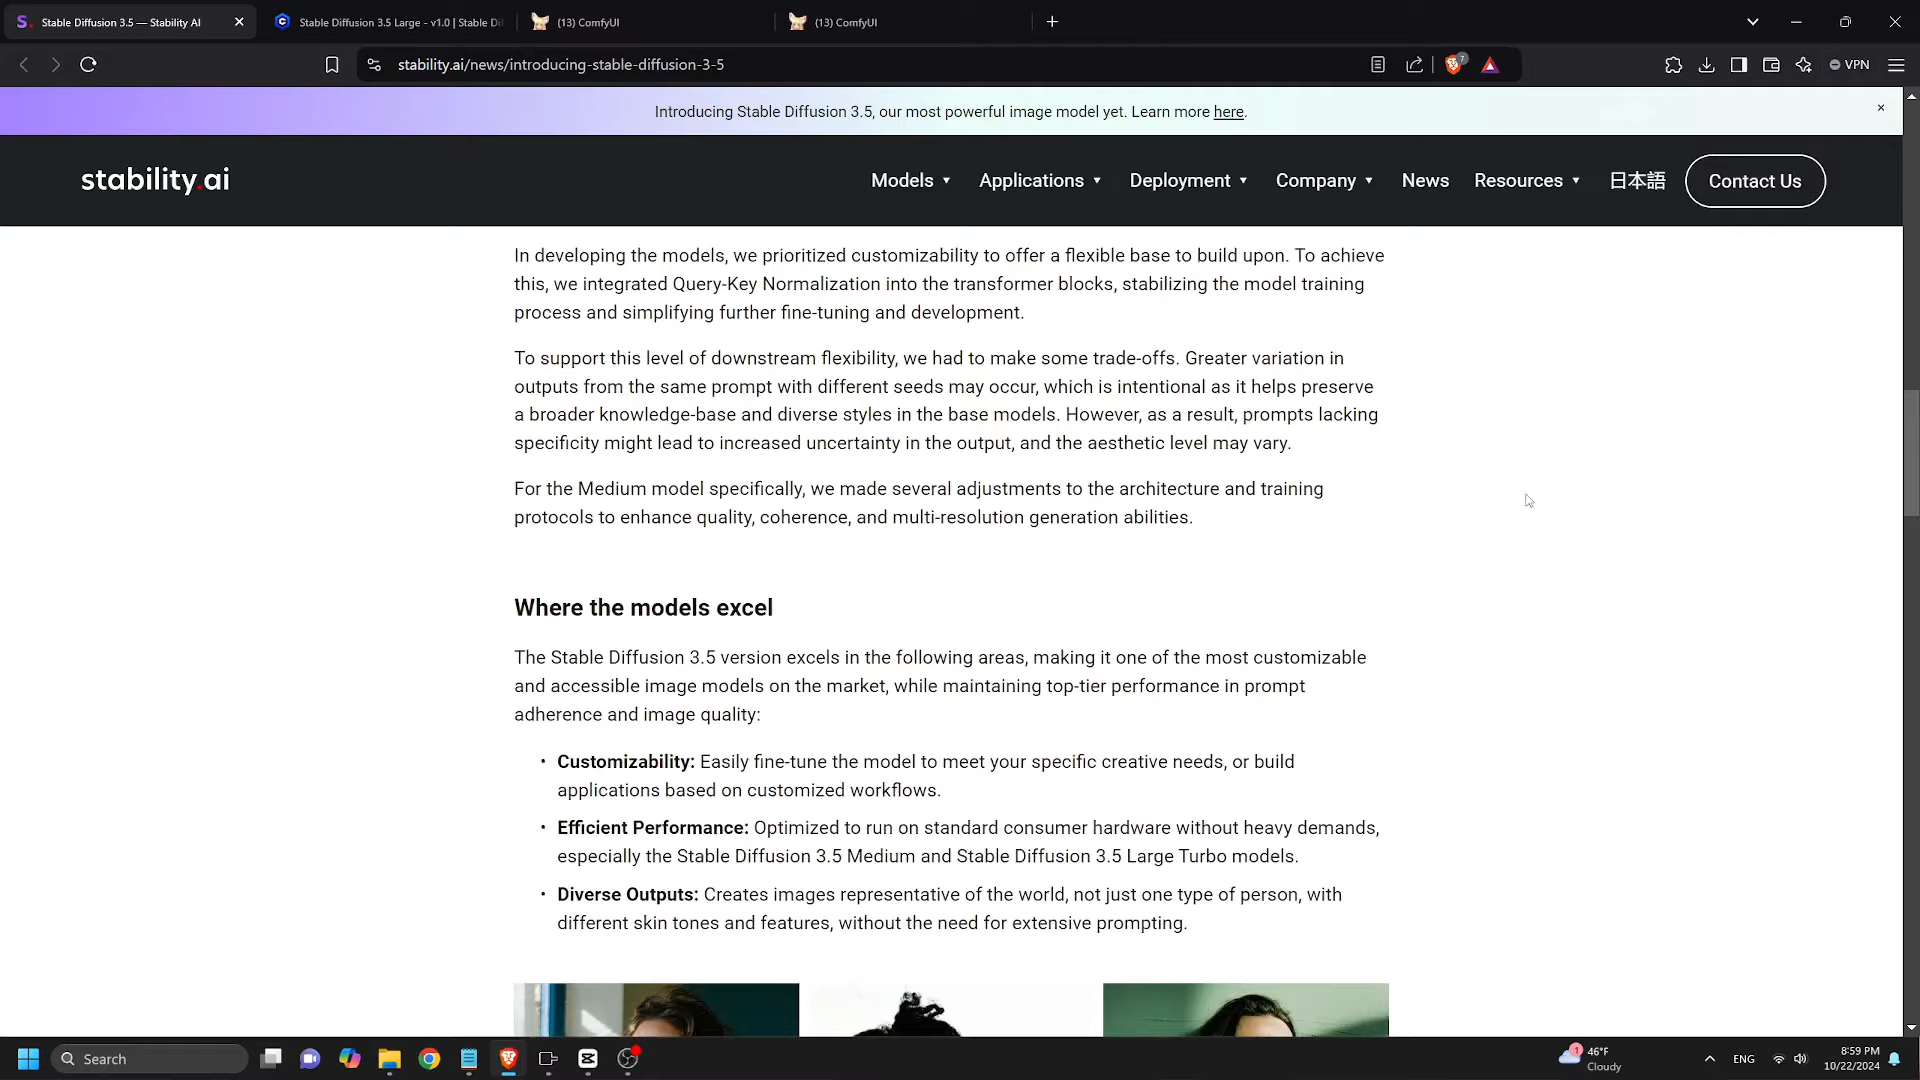 Stable Diffusion 3.5 — Stability AI
Stable Diffusion 3.5 Large - v1.0 | Stable Dif
(13) ComfyUI
(13) ComfyUI
stability.ai/news/introducing-stable-diffusion-3-5
7
VPN
Introducing Stable Diffusion 3.5, our most powerful image model yet. Learn more here.
stability.ai
Models
Applications
Deployment
Company
News
Resources
日本語
Contact Us
In developing the models, we prioritized customizability to offer a flexible base to build upon. To achieve
this, we integrated Query-Key Normalization into the transformer blocks, stabilizing the model training
process and simplifying further fine-tuning and development.
To support this level of downstream flexibility, we had to make some trade-offs. Greater variation in
outputs from the same prompt with different seeds may occur, which is intentional as it helps preserve
a broader knowledge-base and diverse styles in the base models. However, as a result, prompts lacking
specificity might lead to increased uncertainty in the output, and the aesthetic level may vary.
For the Medium model specifically, we made several adjustments to the architecture and training
protocols to enhance quality, coherence, and multi-resolution generation abilities.
Where the models excel
The Stable Diffusion 3.5 version excels in the following areas, making it one of the most customizable
and accessible image models on the market, while maintaining top-tier performance in prompt
adherence and image quality:
• Customizability: Easily fine-tune the model to meet your specific creative needs, or build
applications based on customized workflows.
• Efficient Performance: Optimized to run on standard consumer hardware without heavy demands,
especially the Stable Diffusion 3.5 Medium and Stable Diffusion 3.5 Large Turbo models.
• Diverse Outputs: Creates images representative of the world, not just one type of person, with
different skin tones and features, without the need for extensive prompting.
Search
1
46°F
Cloudy
ENG
8:59 PM
10/22/2024